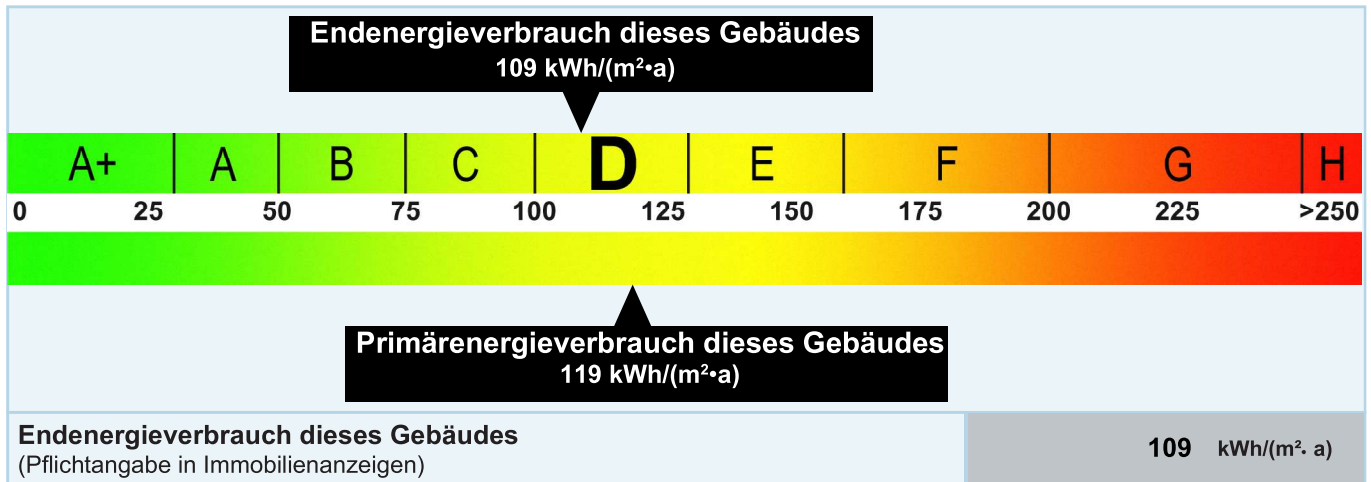 Endenergieverbrauch dieses Gebäudes
109 kWh/(m²•a)
A+ A B C D E F G H
0 25 50 75 100 125 150 175 200 225 >250
Primärenergieverbrauch dieses Gebäudes
119 kWh/(m²•a)
Endenergieverbrauch dieses Gebäudes
(Pflichtangabe in Immobilienanzeigen)
109 kWh/(m²• a)